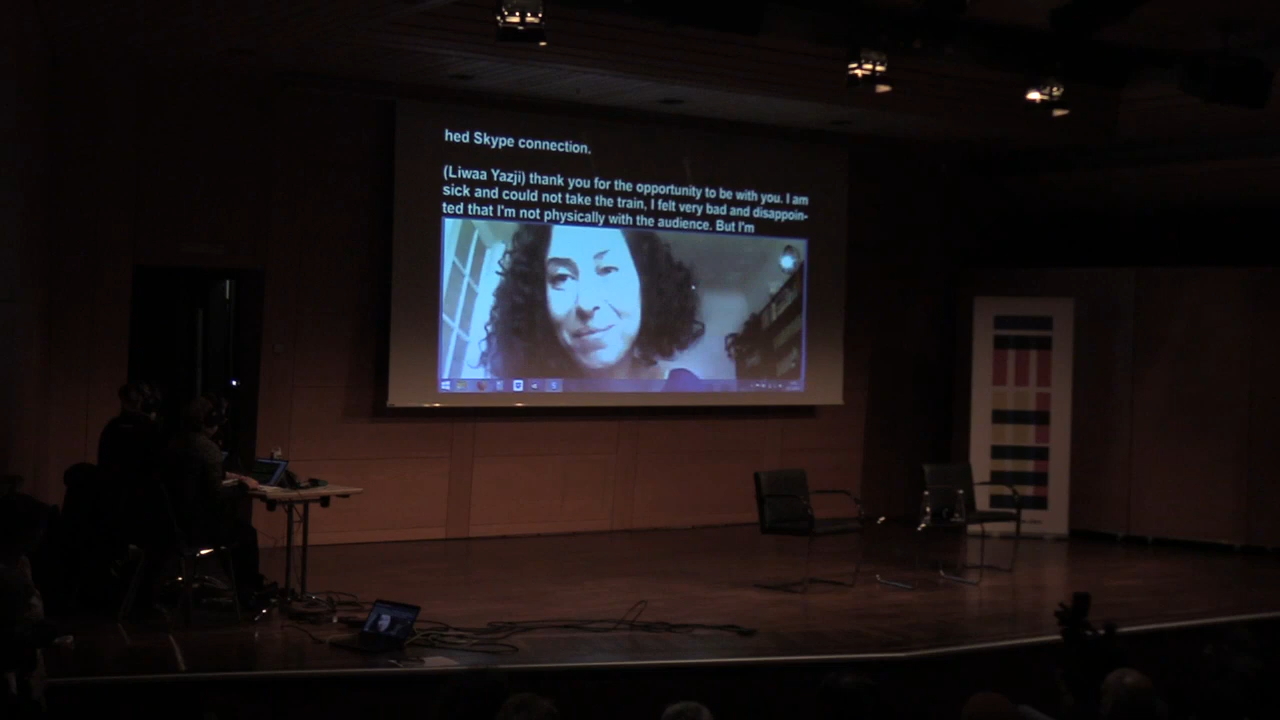 hed Skype connection.
(Liwaa Yazji) thank you for the opportunity to be with you. I am
sick and could not take the train, I felt very bad and disappoin-
ted that I'm not physically with the audience. But I'm